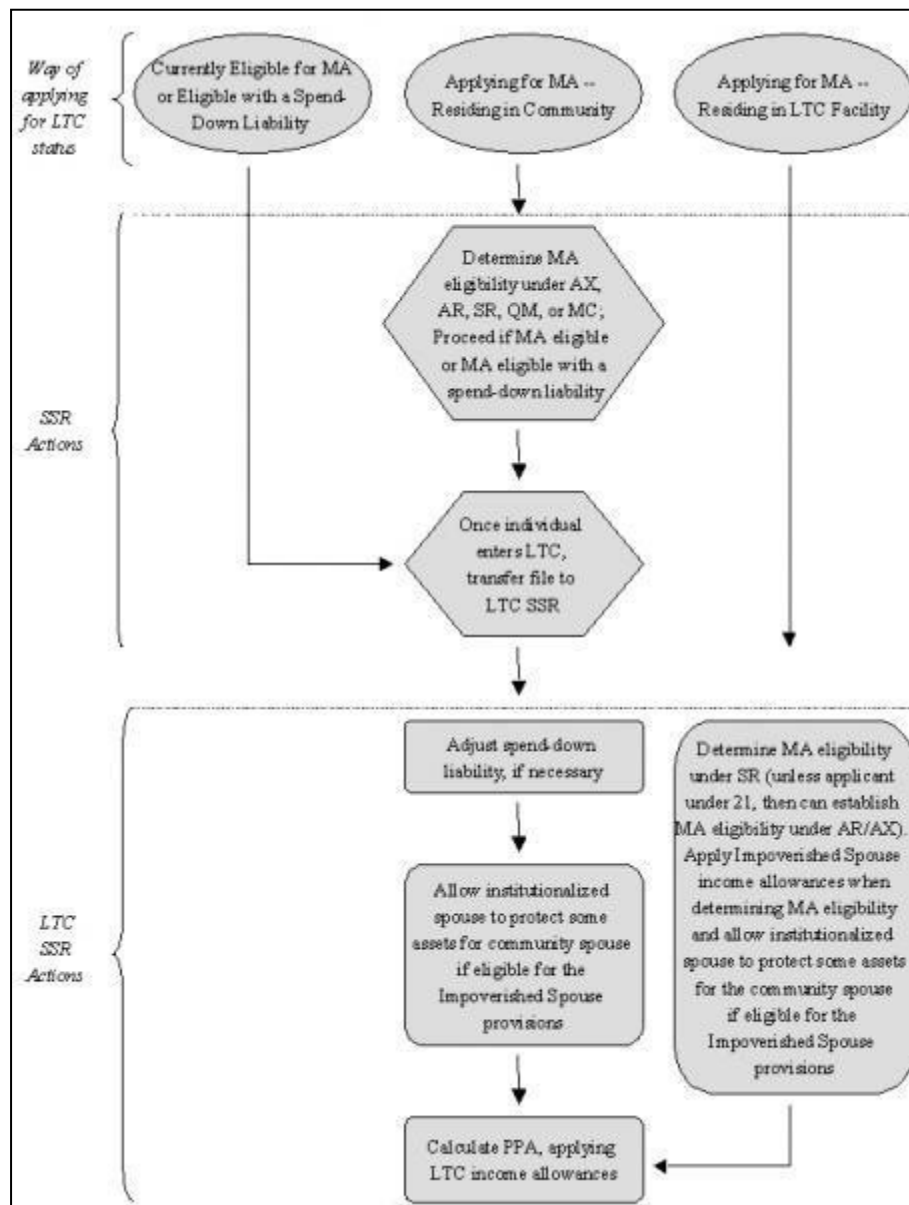 Way of
applying
for LTC
status
Currently Eligible for MA
or Eligible with a Spend-
Down Liability
Applying for MA --
Residing in Community
Applying for MA --
Residing in LTC Facility
SSR
Actions
Determine MA
eligibility under AX,
AR, SR, QM, or MC;
Proceed if MA eligible
or MA eligible with a
spend-down liability
Once individual
enters LTC,
transfer file to
LTC SSR
LTC
SSR
Actions
Adjust spend-down
liability, if necessary
Allow institutionalized
spouse to protect some
assets for community spouse
if eligible for the
Impoverished Spouse
provisions
Calculate PPA, applying
LTC income allowances
Determine MA eligibility
under SR (unless applicant
under 21, then can establish
MA eligibility under AR/AX).
Apply Impoverished Spouse
income allowances when
determining MA eligibility
and allow institutionalized
spouse to protect some assets
for the community spouse
if eligible for the
Impoverished Spouse
provisions